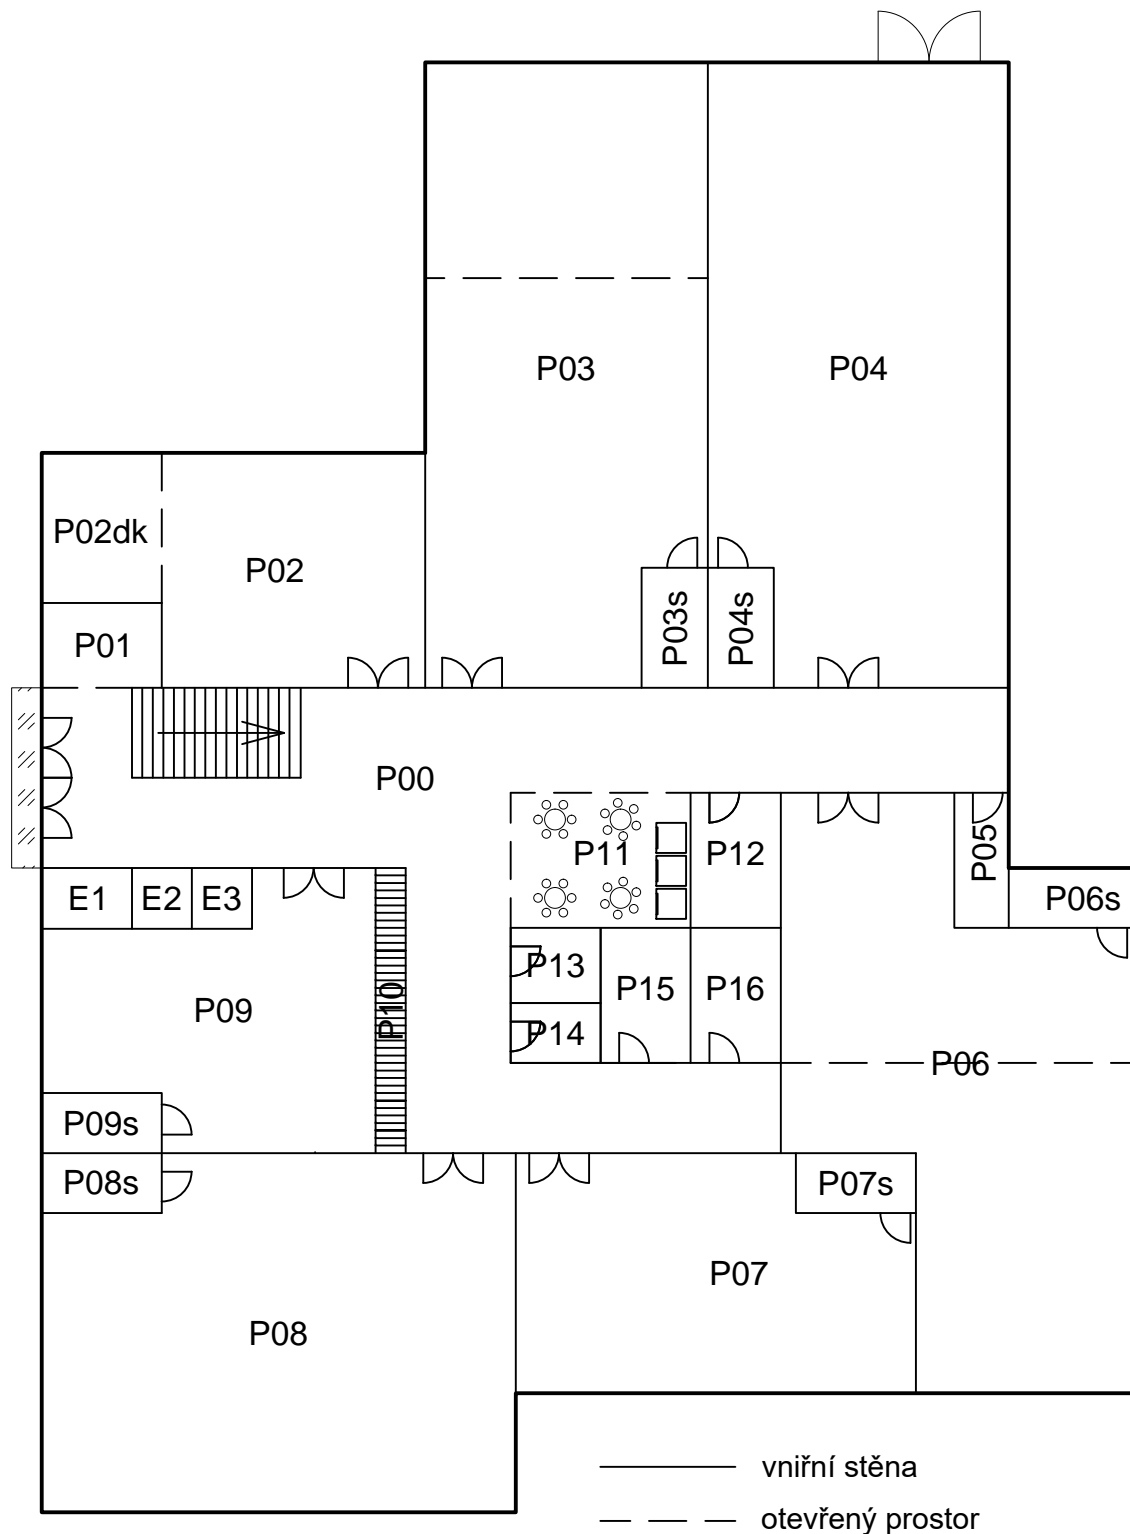 P03
P04
P02dk
P02
P03s
P04s
P01
P00
P11
P12
P05
E1
E2
E3
P06s
P13
P15
P16
P09
P10
P14
P06
P09s
P08s
P07s
P07
P08
vniřní stěna
otevřený prostor